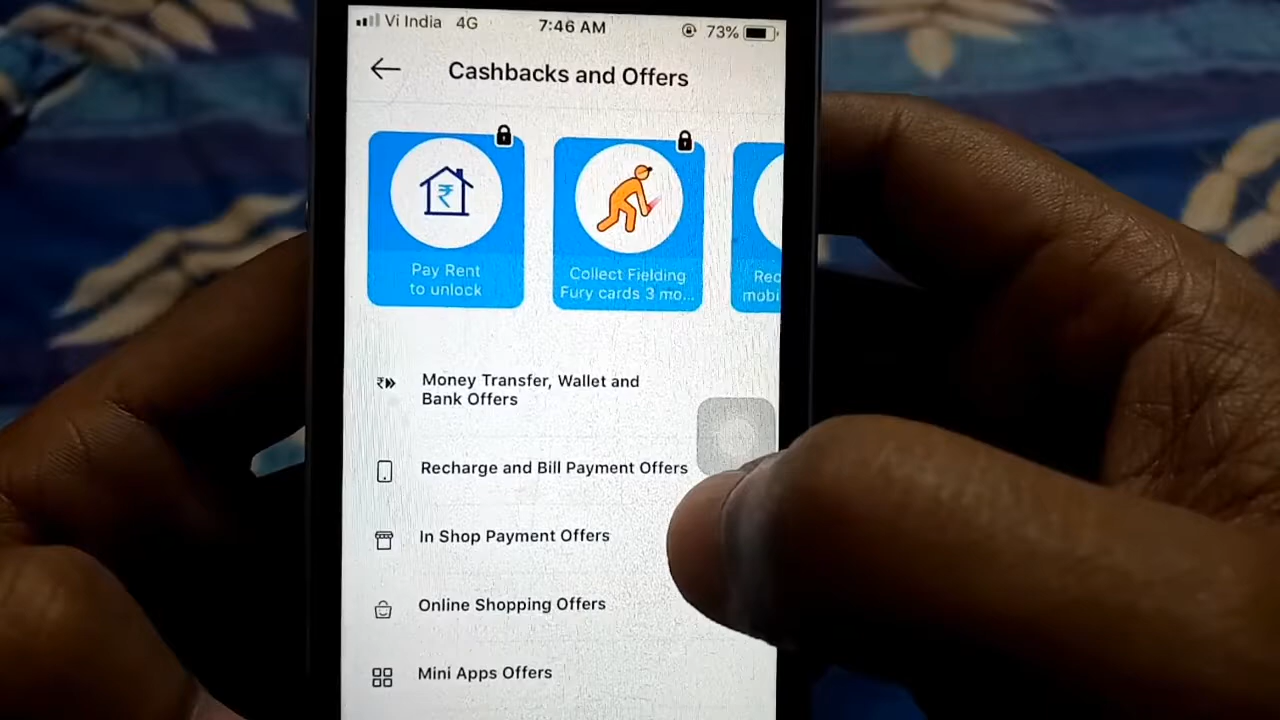 Vi India 4G 7:46 AM 73%
Cashbacks and Offers
₹
Pay Rent
to unlock
Collect Fielding
Fury cards 3 mo...
mobi
₹
Money Transfer, Wallet and
Bank Offers
Recharge and Bill Payment Offers
In Shop Payment Offers
Online Shopping Offers
Mini Apps Offers